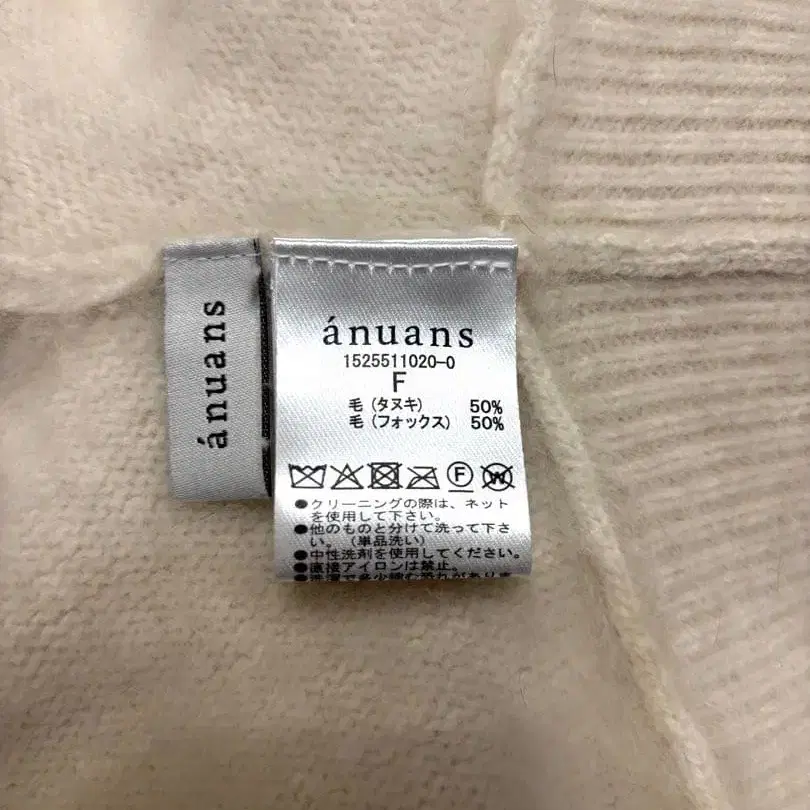 ánuans
ánuans
1525511020-0
F
毛(タヌキ) 50%
毛(フォックス) 50%
F
W
●クリーニングの際は、ネット
を使用して下さい。
●他のものと分けて洗って下さ
い。(単品洗い)
●中性洗剤を使用してください。
●直接アイロンは禁止。